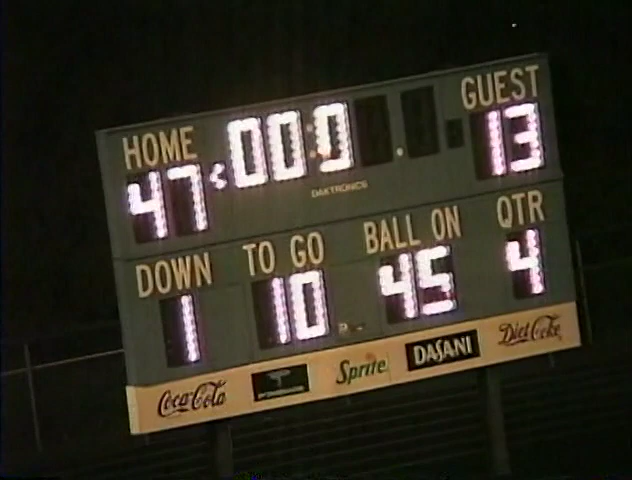 HOME 00:0 GUEST
47 13
DAKTRONICS
DOWN TO GO BALL ON QTR
1 10 45 4
Coca-Cola Sprite DASANI Diet Coke